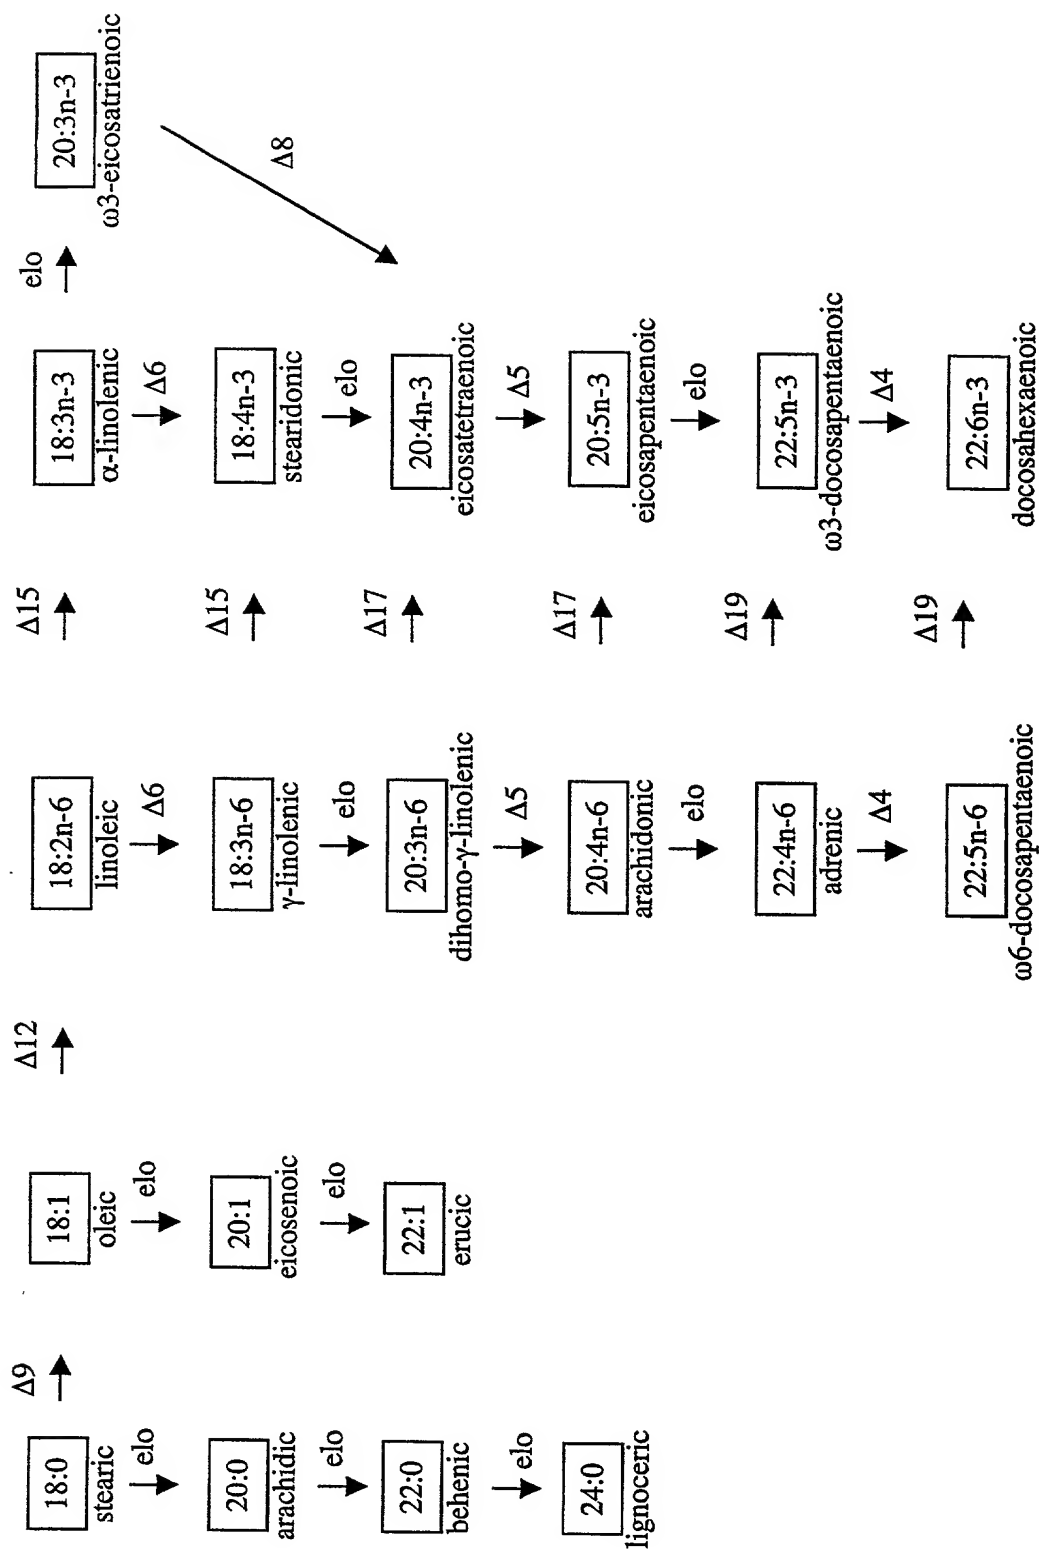 Δ9 Δ12 Δ15 elo
18:0 18:1 18:2n-6 18:3n-3 20:3n-3
stearic oleic linoleic α-linolenic ω3-eicosatrienoic
elo elo Δ6 Δ6
Δ15
Δ8
20:0 20:1 18:3n-6 18:4n-3
arachidic eicosenoic γ-linolenic stearidonic
elo elo elo elo
Δ17
22:0 22:1 20:3n-6 20:4n-3
behenic erucic dihomo-γ-linolenic eicosatetraenoic
elo Δ5 Δ5
Δ17
24:0 20:4n-6 20:5n-3
lignoceric arachidonic eicosapentaenoic
elo elo
Δ19
22:4n-6 22:5n-3
adrenic ω3-docosapentaenoic
Δ4 Δ4
Δ19
22:5n-6 22:6n-3
ω6-docosapentaenoic docosahexaenoic